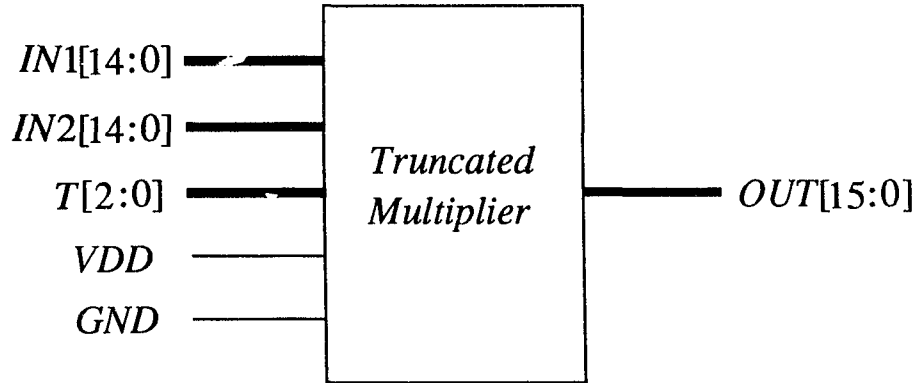 IN1[14:0]
IN2[14:0]
T[2:0]
VDD
GND
Truncated
Multiplier
OUT[15:0]